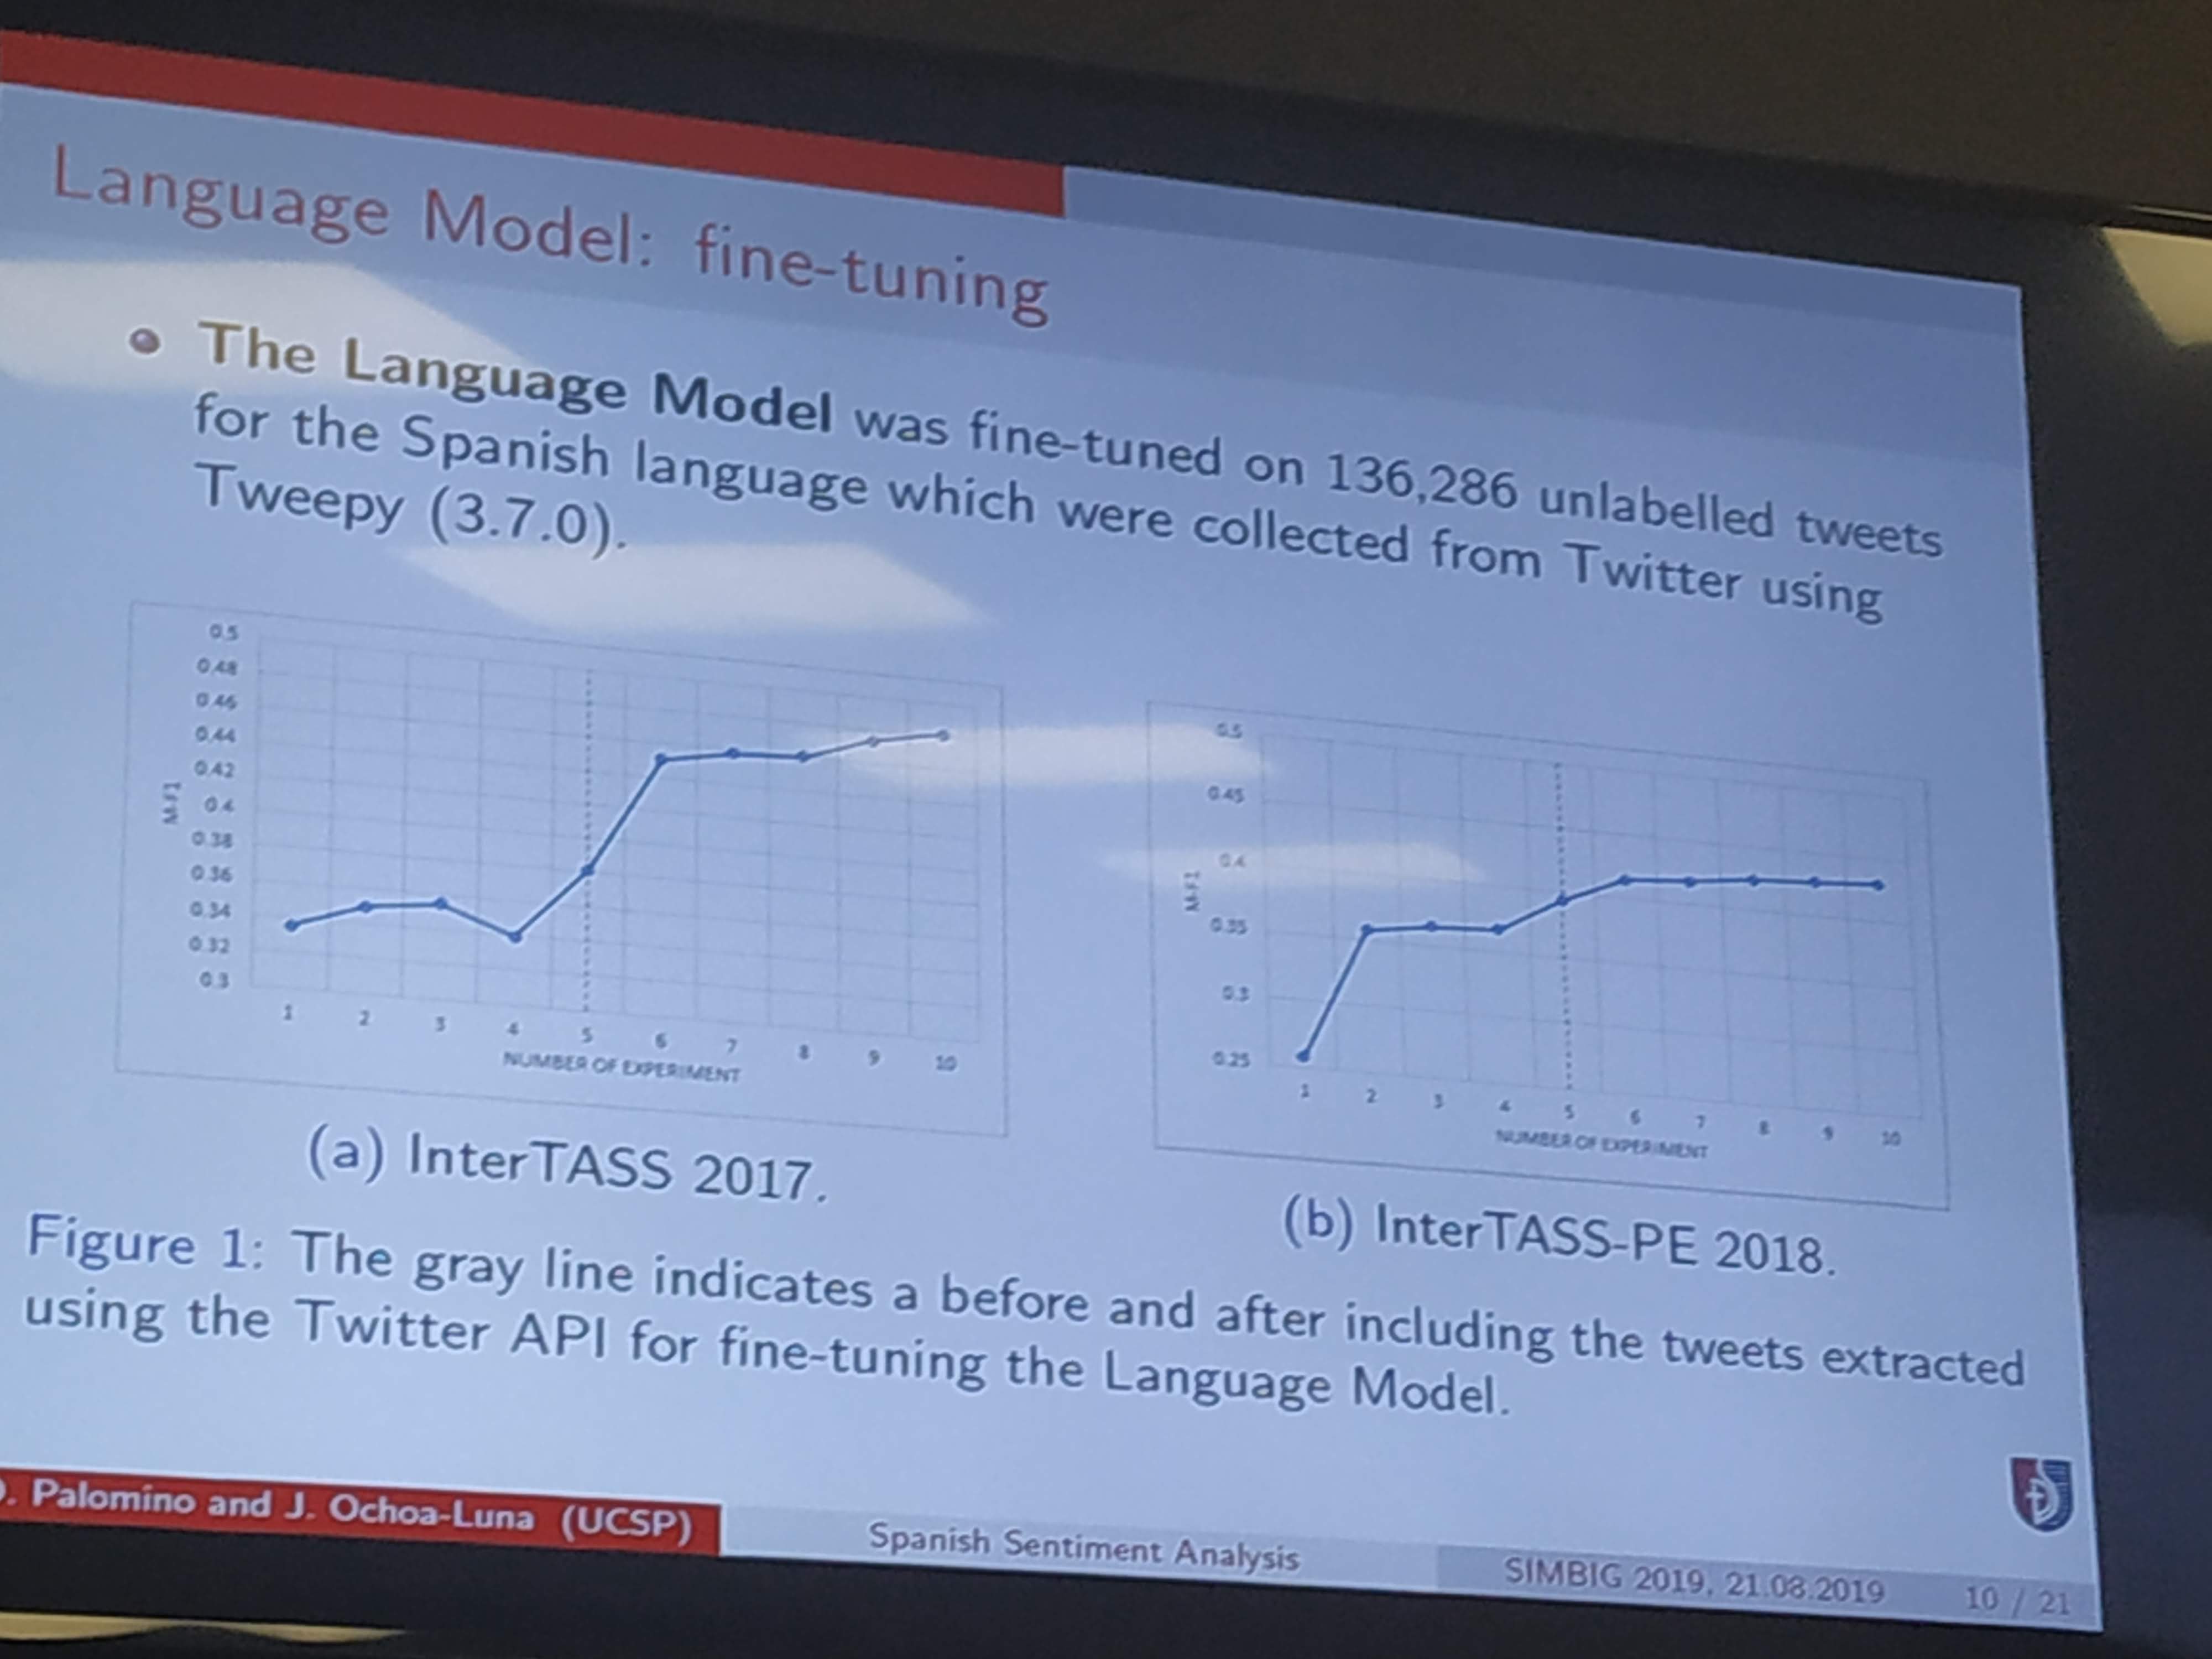 Language Model: fine-tuning
The Language Model was fine-tuned on 136,286 unlabelled tweets
for the Spanish language which were collected from Twitter using
Tweepy (3.7.0).
0.5
0.48
0.46
0.44
0.42
0.4
0.38
0.36
0.34
0.32
0.3
M-F1
1 2 3 4 5 6 7 8 9 10
NUMBER OF EXPERIMENT
(a) InterTASS 2017.
0.5
0.45
0.4
0.35
0.3
0.25
M-F1
1 2 3 4 5 6 7 8 9 10
NUMBER OF EXPERIMENT
(b) InterTASS-PE 2018.
Figure 1: The gray line indicates a before and after including the tweets extracted
using the Twitter API for fine-tuning the Language Model.
. Palomino and J. Ochoa-Luna (UCSP)
Spanish Sentiment Analysis
SIMBIG 2019, 21.08.2019
10 / 21